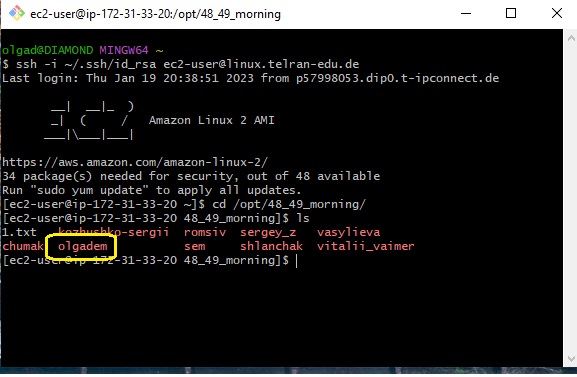 ec2-user@ip-172-31-33-20:/opt/48_49_morning
olgad@DIAMOND MINGW64 ~
$ ssh -i ~/.ssh/id_rsa ec2-user@linux.telran-edu.de
Last login: Thu Jan 19 20:38:51 2023 from p57998053.dip0.t-ipconnect.de
__|  __|_  )
_|  (     /   Amazon Linux 2 AMI
___|\___|___|
https://aws.amazon.com/amazon-linux-2/
34 package(s) needed for security, out of 48 available
Run "sudo yum update" to apply all updates.
[ec2-user@ip-172-31-33-20 ~]$ cd /opt/48_49_morning/
[ec2-user@ip-172-31-33-20 48_49_morning]$ ls
1.txt   kozhushko-sergii  romsiv  sergey_z   vasylieva
chumak  olgadem           sem     shlanchak  vitalii_vaimer
[ec2-user@ip-172-31-33-20 48_49_morning]$